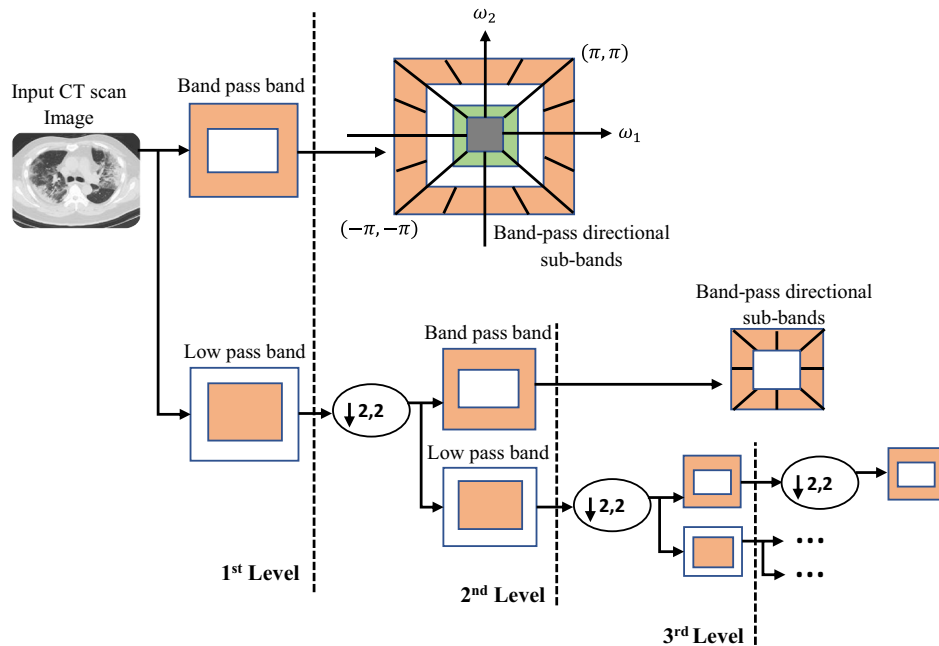 Input CT scan
Image
Band pass band
ω₂
(π, π)
ω₁
(−π, −π)
Band-pass directional
sub-bands
Low pass band
↓ 2,2
1st Level
Band pass band
Low pass band
Band-pass directional
sub-bands
↓ 2,2
2nd Level
↓ 2,2
...
...
3rd Level